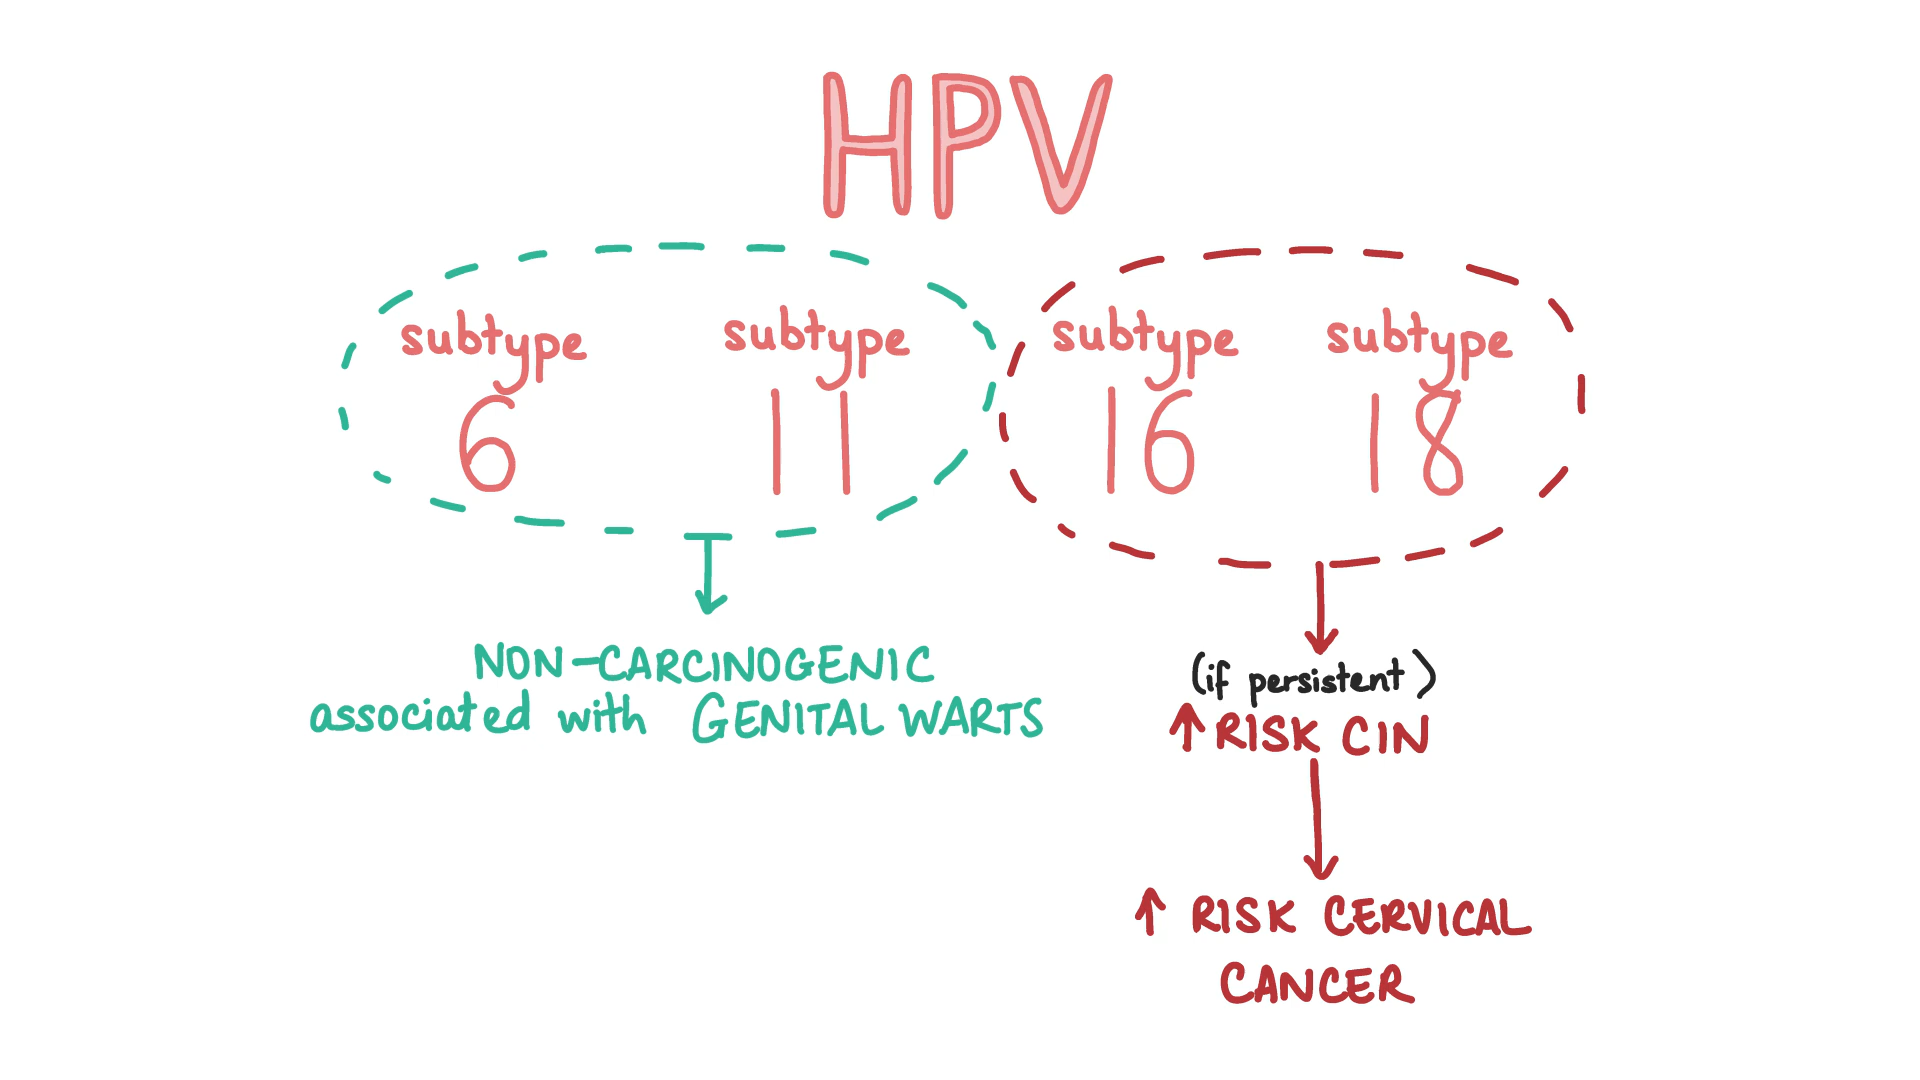 HPV
subtype subtype subtype subtype
6 11 16 18
NON-CARCINOGENIC
associated with GENITAL WARTS
(if persistent)
↑ RISK CIN
↑ RISK CERVICAL
CANCER